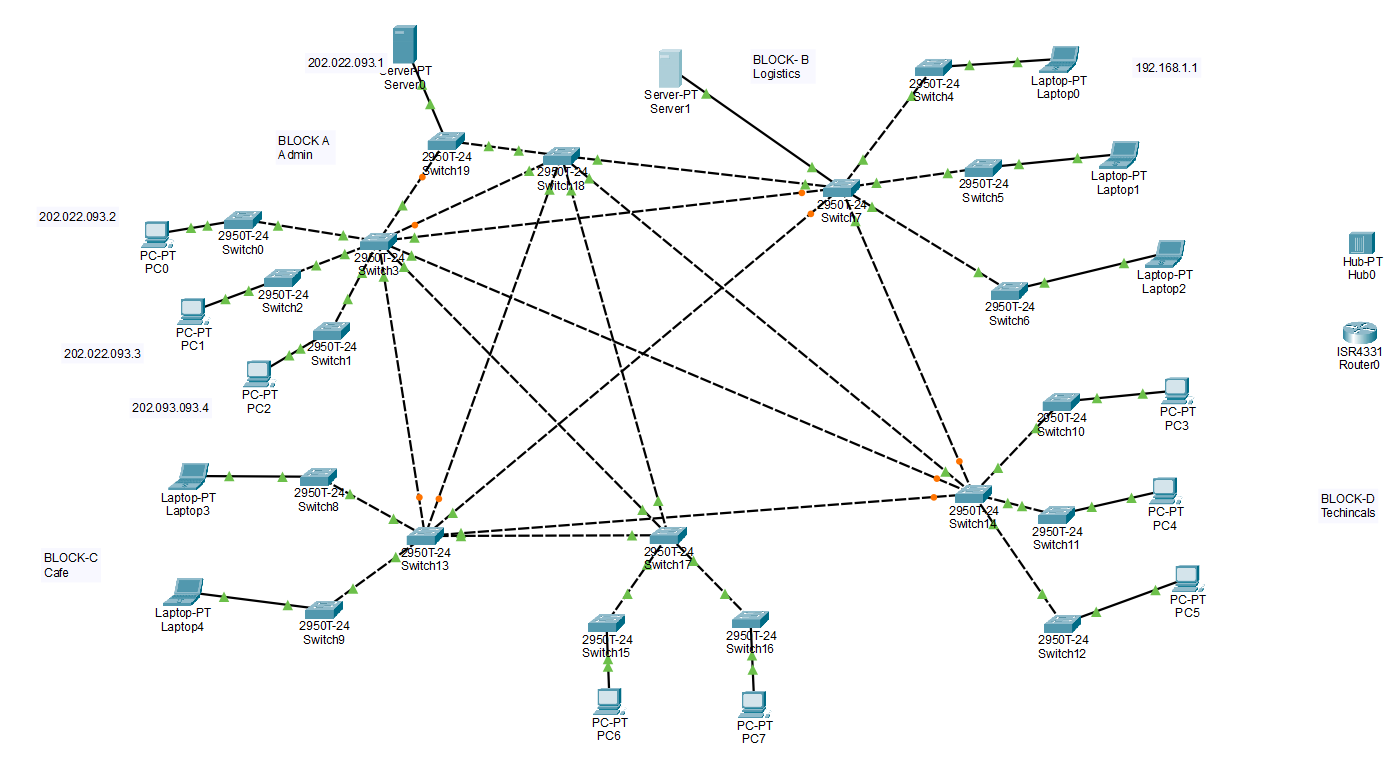 202.022.093.1
Server-PT
Server0
BLOCK A
Admin
2950T-24
Switch19
2950T-24
Switch18
Server-PT
Server1
BLOCK- B
Logistics
2950T-24
Switch4
Laptop-PT
Laptop0
192.168.1.1
2950T-24
Switch5
Laptop-PT
Laptop1
2950T-24
Switch7
202.022.093.2
PC-PT
PC0
2950T-24
Switch0
2950T-24
Switch3
2950T-24
Switch2
PC-PT
PC1
2950T-24
Switch1
202.022.093.3
PC-PT
PC2
202.093.093.4
2950T-24
Switch6
Laptop-PT
Laptop2
Hub-PT
Hub0
ISR4331
Router0
2950T-24
Switch10
PC-PT
PC3
Laptop-PT
Laptop3
2950T-24
Switch8
2950T-24
Switch14
2950T-24
Switch11
PC-PT
PC4
BLOCK-D
Techincals
BLOCK-C
Cafe
2950T-24
Switch13
2950T-24
Switch17
Laptop-PT
Laptop4
2950T-24
Switch9
2950T-24
Switch15
2950T-24
Switch16
2950T-24
Switch12
PC-PT
PC5
PC-PT
PC6
PC-PT
PC7